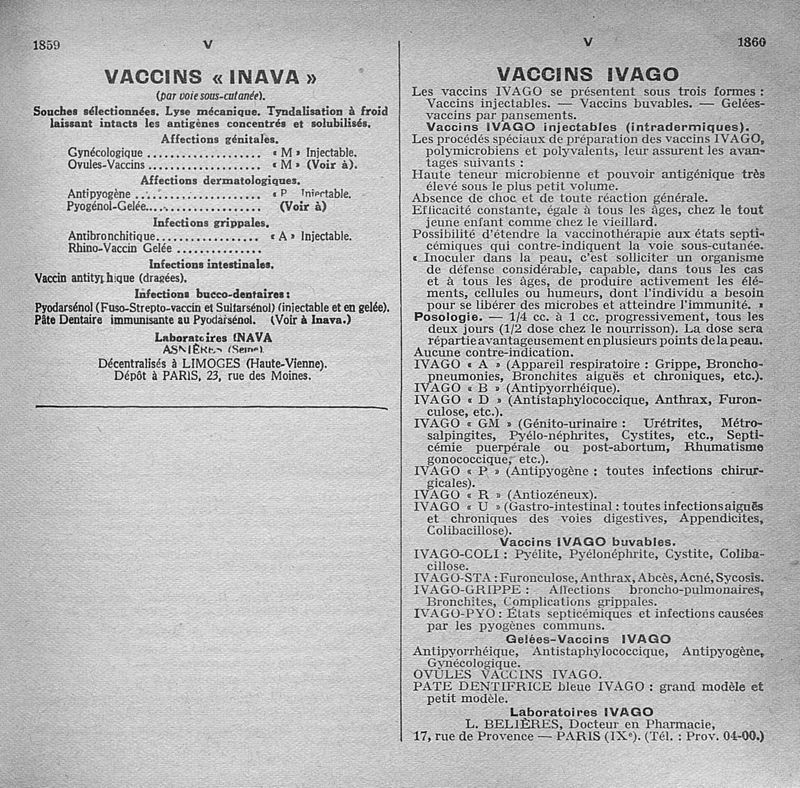 1859 V
VACCINS « INAVA »
(par voie sous-cutanée).
Souches sélectionnées. Lyse mécanique. Tyndalisation à froid
laissant intacts les antigènes concentrés et solubilisés.
Affections génitales.
Gynécologique ................... « M » Injectable.
Ovules-Vaccins ................... « M » (Voir à).
Affections dermatologiques.
Antipyogène ................... « P Injectable.
Pyogénol-Gelée................... (Voir à)
Infections grippales.
Antibronchitique................. « A » Injectable.
Rhino-Vaccin Gelée ..............
Infections intestinales.
Vaccin antityphique (dragées).
Infections bucco-dentaires :
Pyodarsénol (Fuso-Strepto-vaccin et Sulfarsénol) (injectable et en gelée).
Pâte Dentaire immunisante au Pyodarsénol. (Voir à Inava.)
Laboratoires INAVA
ASNIÈRES (Seine).
Décentralisés à LIMOGES (Haute-Vienne).
Dépôt à PARIS, 23, rue des Moines.
V 1860
VACCINS IVAGO
Les vaccins IVAGO se présentent sous trois formes :
Vaccins injectables. — Vaccins buvables. — Gelées-
vaccins par pansements.
Vaccins IVAGO injectables (intradermiques).
Les procédés spéciaux de préparation des vaccins IVAGO,
polymicrobiens et polyvalents, leur assurent les avan-
tages suivants :
Haute teneur microbienne et pouvoir antigénique très
élevé sous le plus petit volume.
Absence de choc et de toute réaction générale.
Efficacité constante, égale à tous les âges, chez le tout
jeune enfant comme chez le vieillard.
Possibilité d'étendre la vaccinothérapie aux états septi-
cémiques qui contre-indiquent la voie sous-cutanée.
« Inoculer dans la peau, c'est solliciter un organisme
de défense considérable, capable, dans tous les cas
et à tous les âges, de produire activement les élé-
ments, cellules ou humeurs, dont l'individu a besoin
pour se libérer des microbes et atteindre l'immunité. »
Posologie. — 1/4 cc. à 1 cc. progressivement, tous les
deux jours (1/2 dose chez le nourrisson). La dose sera
répartie avantageusement en plusieurs points de la peau.
Aucune contre-indication.
IVAGO « A » (Appareil respiratoire : Grippe, Broncho-
pneumonies, Bronchites aiguës et chroniques, etc.).
IVAGO « B » (Antipyorrhéique).
IVAGO « D » (Antistaphylococcique, Anthrax, Furon-
culose, etc.).
IVAGO « GM » (Génito-urinaire : Urétrites, Métro-
salpingites, Pyélo-néphrites, Cystites, etc., Septi-
cémie puerpérale ou post-abortum, Rhumatisme
gonococcique, etc.).
IVAGO « P » (Antipyogène : toutes infections chirur-
gicales).
IVAGO « R » (Antiozéneux).
IVAGO « U » (Gastro-intestinal : toutes infections aiguës
et chroniques des voies digestives, Appendicites,
Colibacillose).
Vaccins IVAGO buvables.
IVAGO-COLI : Pyélite, Pyélonéphrite, Cystite, Coliba-
cillose.
IVAGO-STA : Furonculose, Anthrax, Abcès, Acné, Sycosis.
IVAGO-GRIPPE : Affections broncho-pulmonaires,
Bronchites, Complications grippales.
IVAGO-PYO : États septicémiques et infections causées
par les pyogènes communs.
Gelées-Vaccins IVAGO
Antipyorrhéique, Antistaphylococcique, Antipyogène,
Gynécologique.
OVULES VACCINS IVAGO.
PATE DENTIFRICE bleue IVAGO : grand modèle et
petit modèle.
Laboratoires IVAGO
L. BELIÈRES, Docteur en Pharmacie,
17, rue de Provence — PARIS (IXe). (Tél. : Prov. 04-00.)